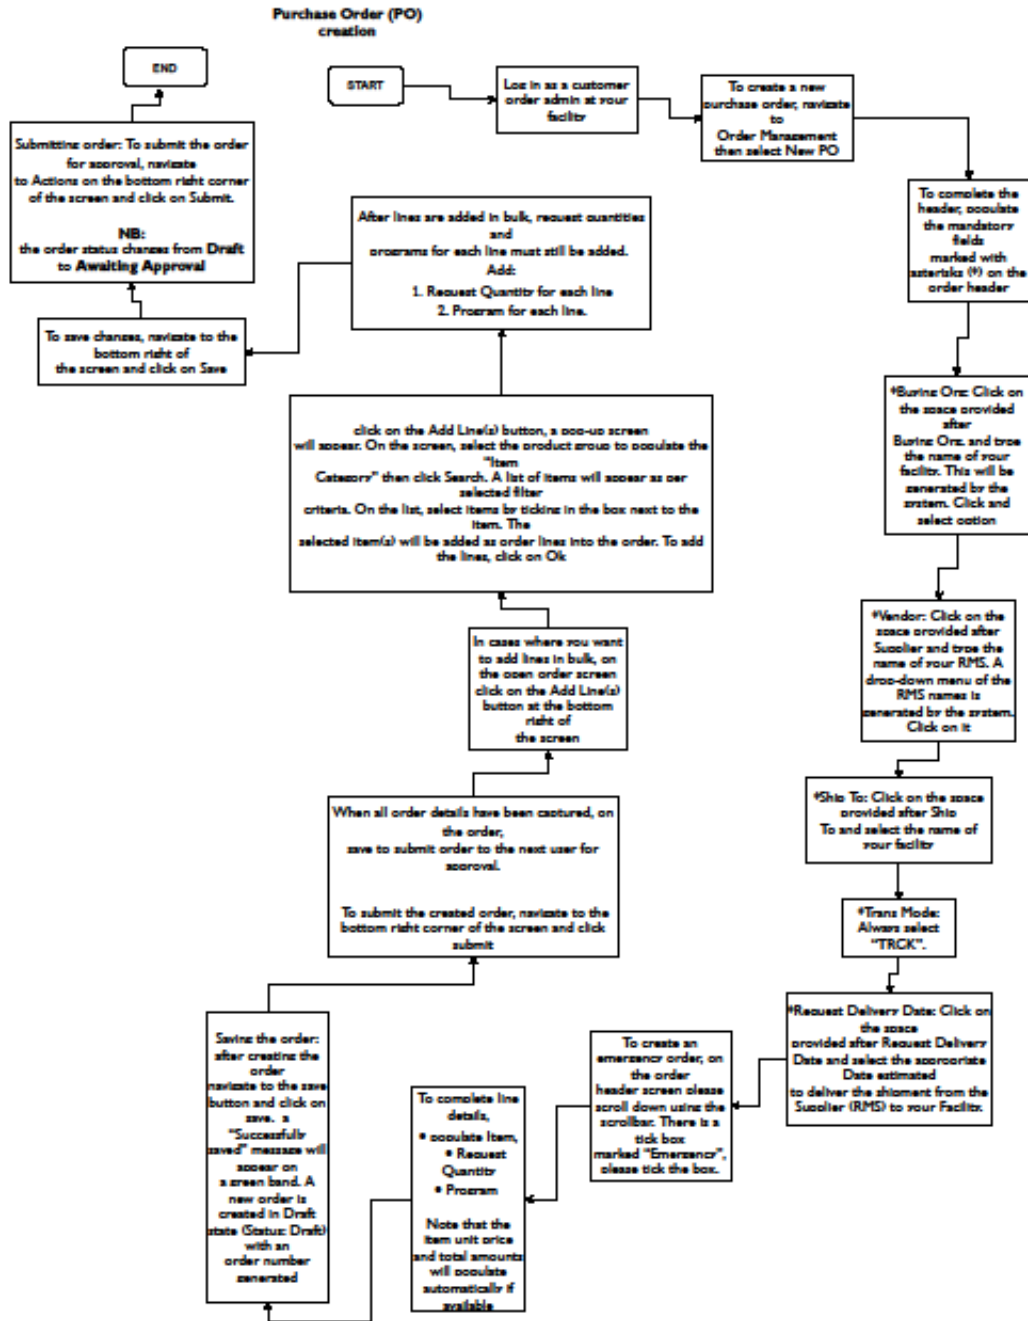 Purchase Order (PO)
creation
START
Log in as a customer
order admin at your
facility
To create a new
purchase order, navigate
to
Order Management
then select New PO
To complete the
header, populate
the mandatory
fields
marked with
asterisks (*) on the
order header
*Buying Org: Click on
the space provided
after
Buying Org. and type
the name of your
facility. This will be
generated by the
system. Click and
select option
*Vendor: Click on the
space provided after
Supplier and type the
name of your RMS. A
drop-down menu of the
RMS names is
generated by the system.
Click on it
*Ship To: Click on the space
provided after Ship
To and select the name of
your facility
*Trans Mode:
Always select
"TRCK".
*Request Delivery Date: Click on
the space
provided after Request Delivery
Date and select the appropriate
Date estimated
to deliver the shipment from the
Supplier (RMS) to your Facility.
To create an
emergency order, on
the order
header screen please
scroll down using the
scrollbar. There is a
tick box
marked "Emergency",
please tick the box.
To complete line
details,
• populate Item,
• Request
Quantity
• Program
Note that the
item unit price
and total amounts
will populate
automatically if
available
Saving the order:
after creating the
order
navigate to the save
button and click on
save. a
"Successfully
saved" message will
appear on
a green band. A
new order is
created in Draft
state (Status: Draft)
with an
order number
generated
When all order details have been captured, on
the order,
save to submit order to the next user for
approval.
To submit the created order, navigate to the
bottom right corner of the screen and click
submit
In cases where you want
to add lines in bulk, on
the open order screen
click on the Add Line(s)
button at the bottom
right of
the screen
click on the Add Line(s) button, a pop-up screen
will appear. On the screen, select the product group to populate the
"Item
Category" then click Search. A list of items will appear as per
selected filter
criteria. On the list, select items by ticking in the box next to the
item. The
selected item(s) will be added as order lines into the order. To add
the lines, click on Ok
After lines are added in bulk, request quantities
and
programs for each line must still be added.
Add:
1. Request Quantity for each line
2. Program for each line.
To save changes, navigate to the
bottom right of
the screen and click on Save
Submitting order: To submit the order
for approval, navigate
to Actions on the bottom right corner
of the screen and click on Submit.
NB:
the order status changes from Draft
to Awaiting Approval
END